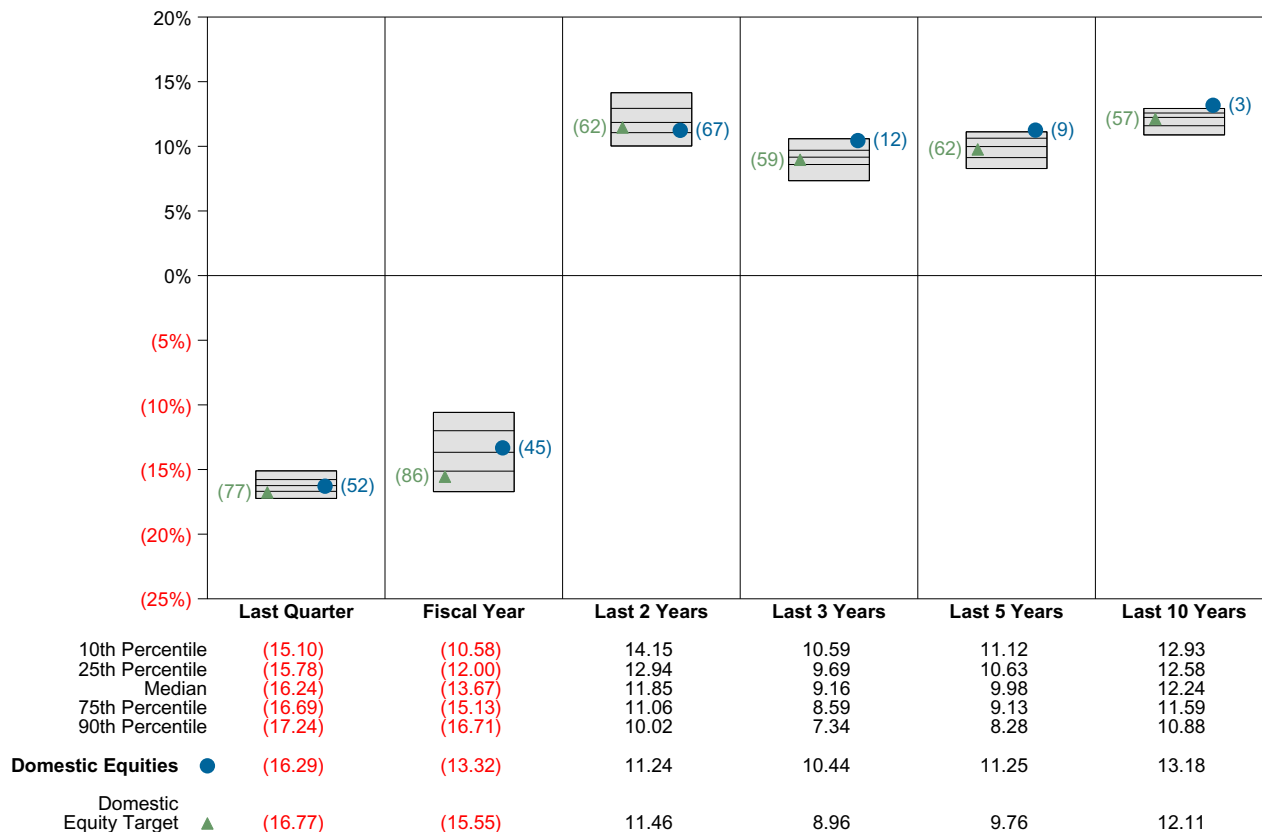 20%
15%
10%
5%
0%
(5%)
(10%)
(15%)
(20%)
(25%)
(77) (52)
(86) (45)
(62) (67)
(59) (12)
(62) (9)
(57) (3)
Last Quarter Fiscal Year Last 2 Years Last 3 Years Last 5 Years Last 10 Years
10th Percentile (15.10) (10.58) 14.15 10.59 11.12 12.93
25th Percentile (15.78) (12.00) 12.94 9.69 10.63 12.58
Median (16.24) (13.67) 11.85 9.16 9.98 12.24
75th Percentile (16.69) (15.13) 11.06 8.59 9.13 11.59
90th Percentile (17.24) (16.71) 10.02 7.34 8.28 10.88
Domestic Equities (16.29) (13.32) 11.24 10.44 11.25 13.18
Domestic
Equity Target (16.77) (15.55) 11.46 8.96 9.76 12.11